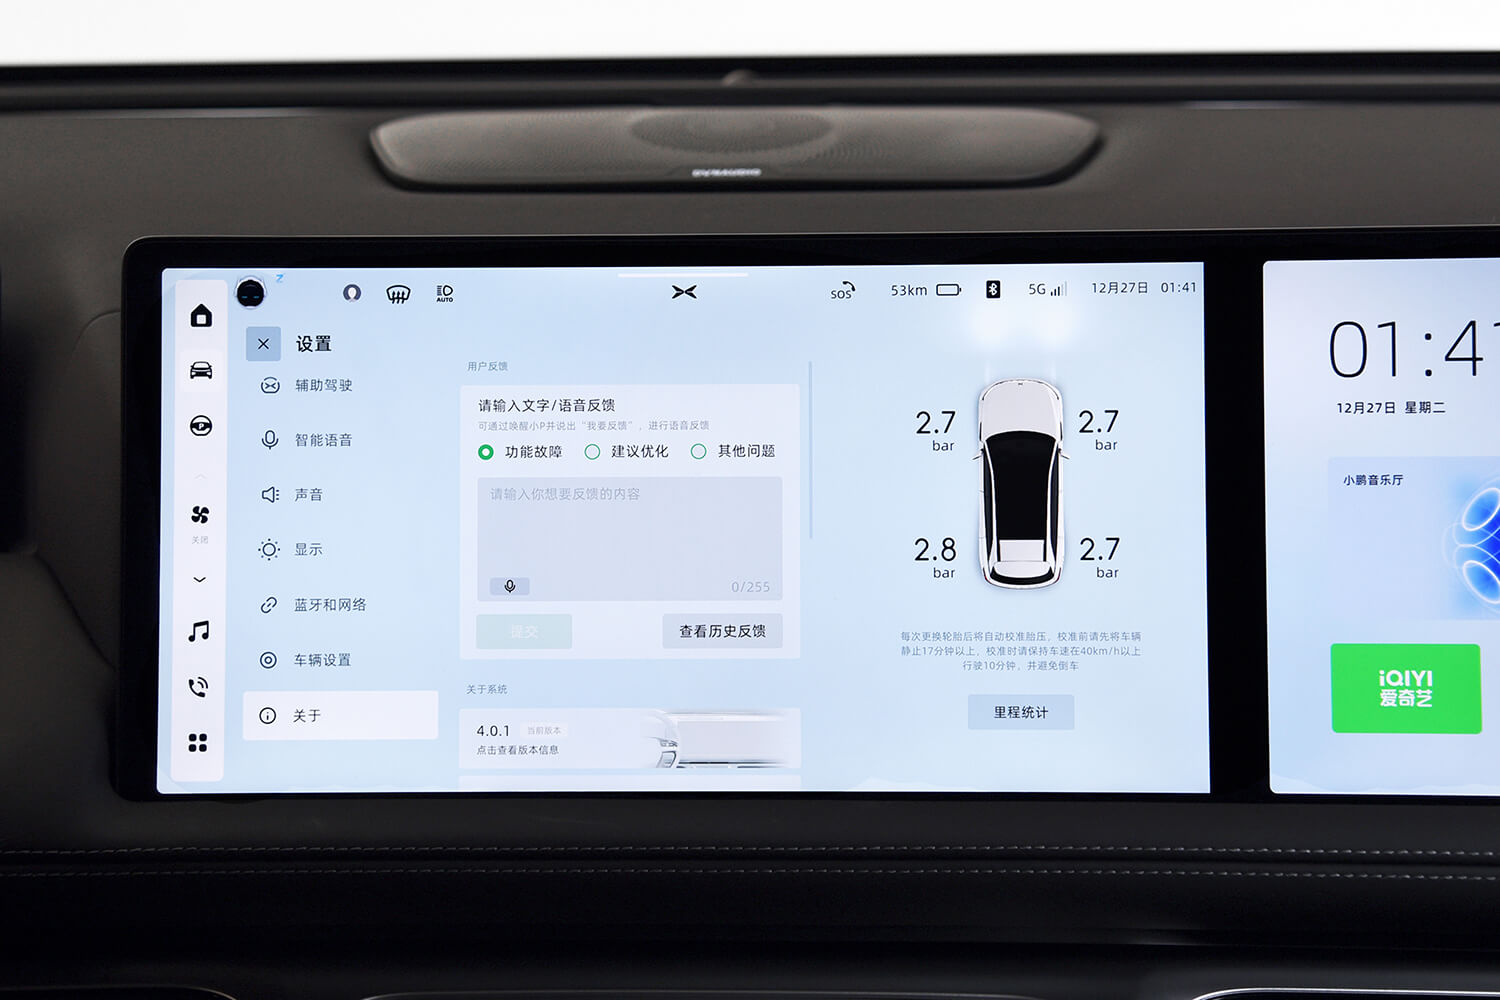 DYNAUDIO
Z
AUTO
SOS
53km
5G
12月27日 01:41
设置
辅助驾驶
智能语音
声音
显示
蓝牙和网络
车辆设置
关于
关闭
P
用户反馈
请输入文字/语音反馈
可通过唤醒小P并说出“我要反馈”，进行语音反馈
功能故障 建议优化 其他问题
请输入你想要反馈的内容
0/255
提交 查看历史反馈
关于系统
4.0.1 当前版本
点击查看版本信息
2.7 bar
2.7 bar
2.8 bar
2.7 bar
每次更换轮胎后将自动校准胎压，校准前请先将车辆
静止17分钟以上，校准时请保持车速在40km/h以上
行驶10分钟，并避免倒车
里程统计
01:41
12月27日 星期二
小鹏音乐厅
iQIYI
爱奇艺